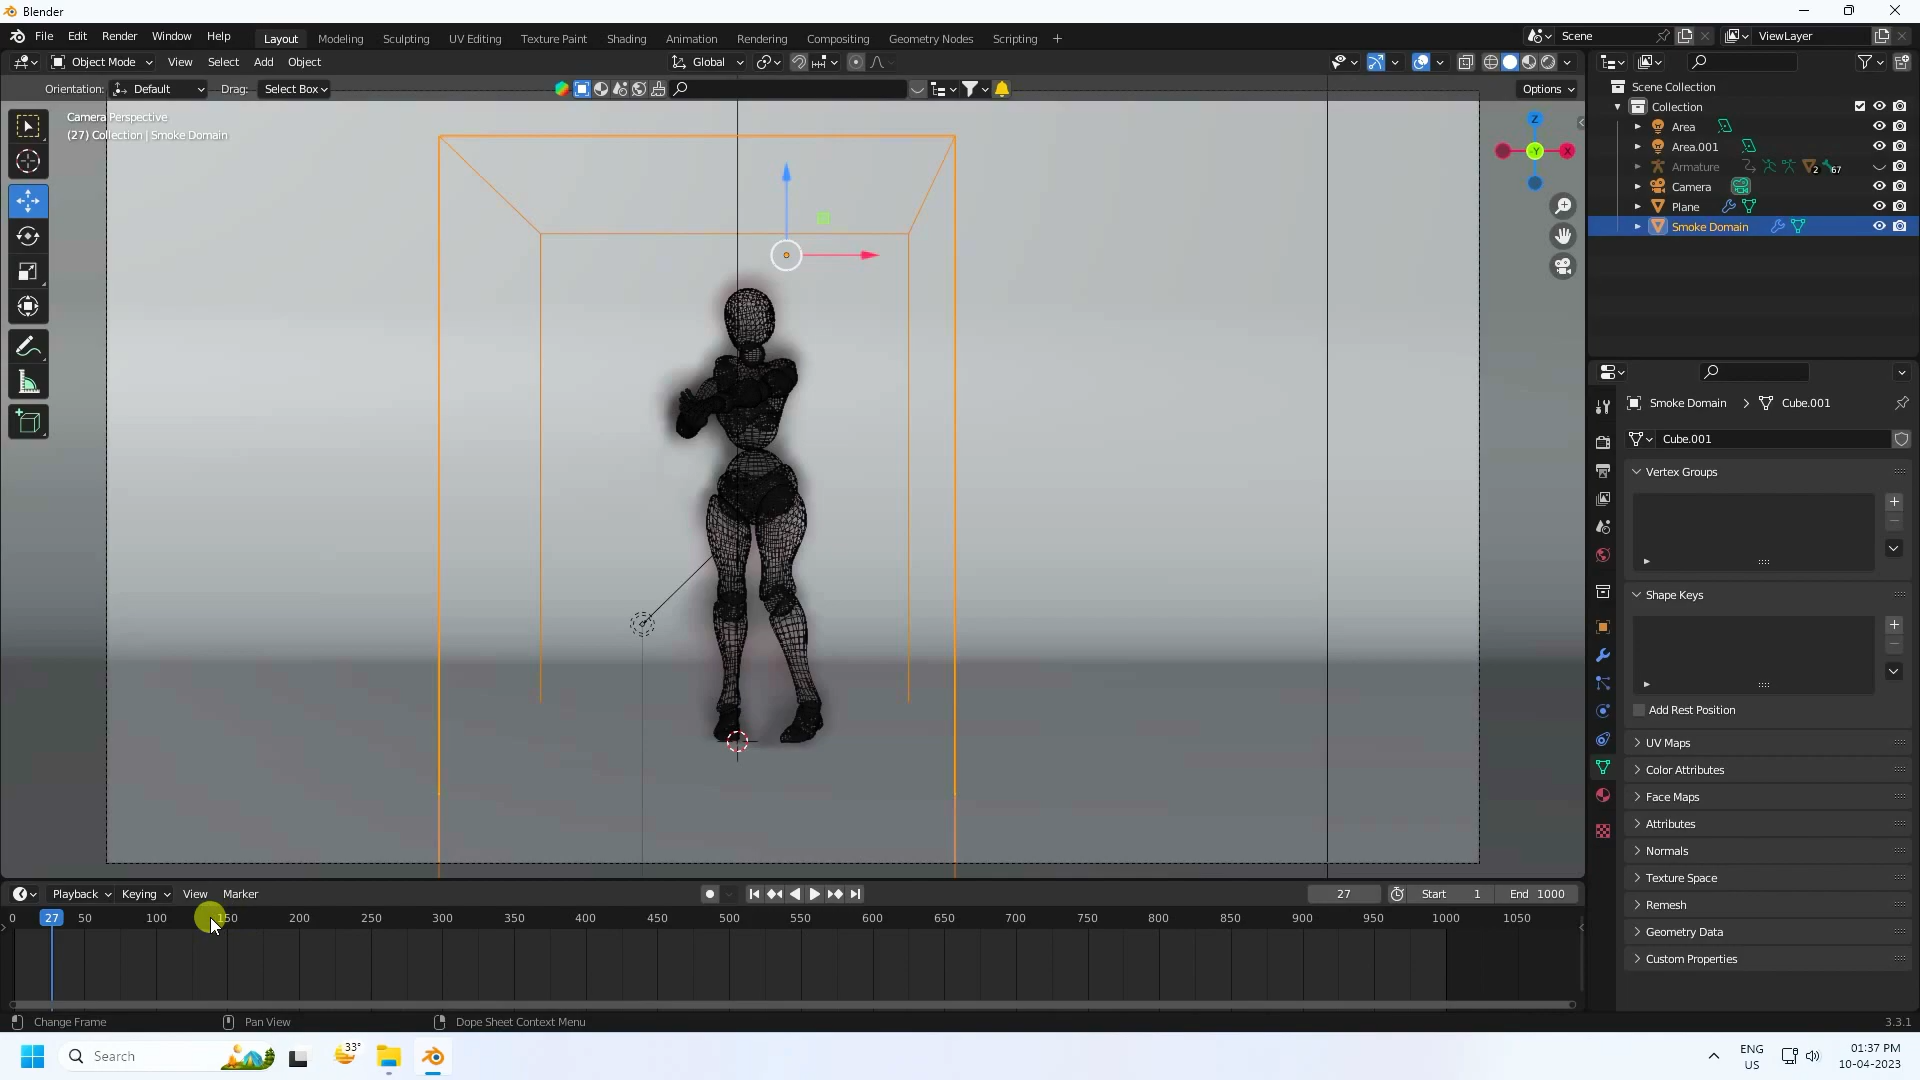 Blender
File Edit Render Window Help Layout Modeling Sculpting UV Editing Texture Paint Shading Animation Rendering Compositing Geometry Nodes Scripting + Scene ViewLayer
Object Mode View Select Add Object Global
Orientation: Default Drag: Select Box Options
Camera Perspective
(27) Collection | Smoke Domain
Z
Y
X
Scene Collection
Collection
Area
Area.001
Armature 2 67
Camera
Plane
Smoke Domain
Smoke Domain > Cube.001
Cube.001
Vertex Groups
Shape Keys
Add Rest Position
UV Maps
Color Attributes
Face Maps
Attributes
Normals
Texture Space
Remesh
Geometry Data
Custom Properties
Playback Keying View Marker 27 Start 1 End 1000
0 27 50 100 150 200 250 300 350 400 450 500 550 600 650 700 750 800 850 900 950 1000 1050
Change Frame Pan View Dope Sheet Context Menu 3.3.1
Search 33° ENG US 01:37 PM
10-04-2023